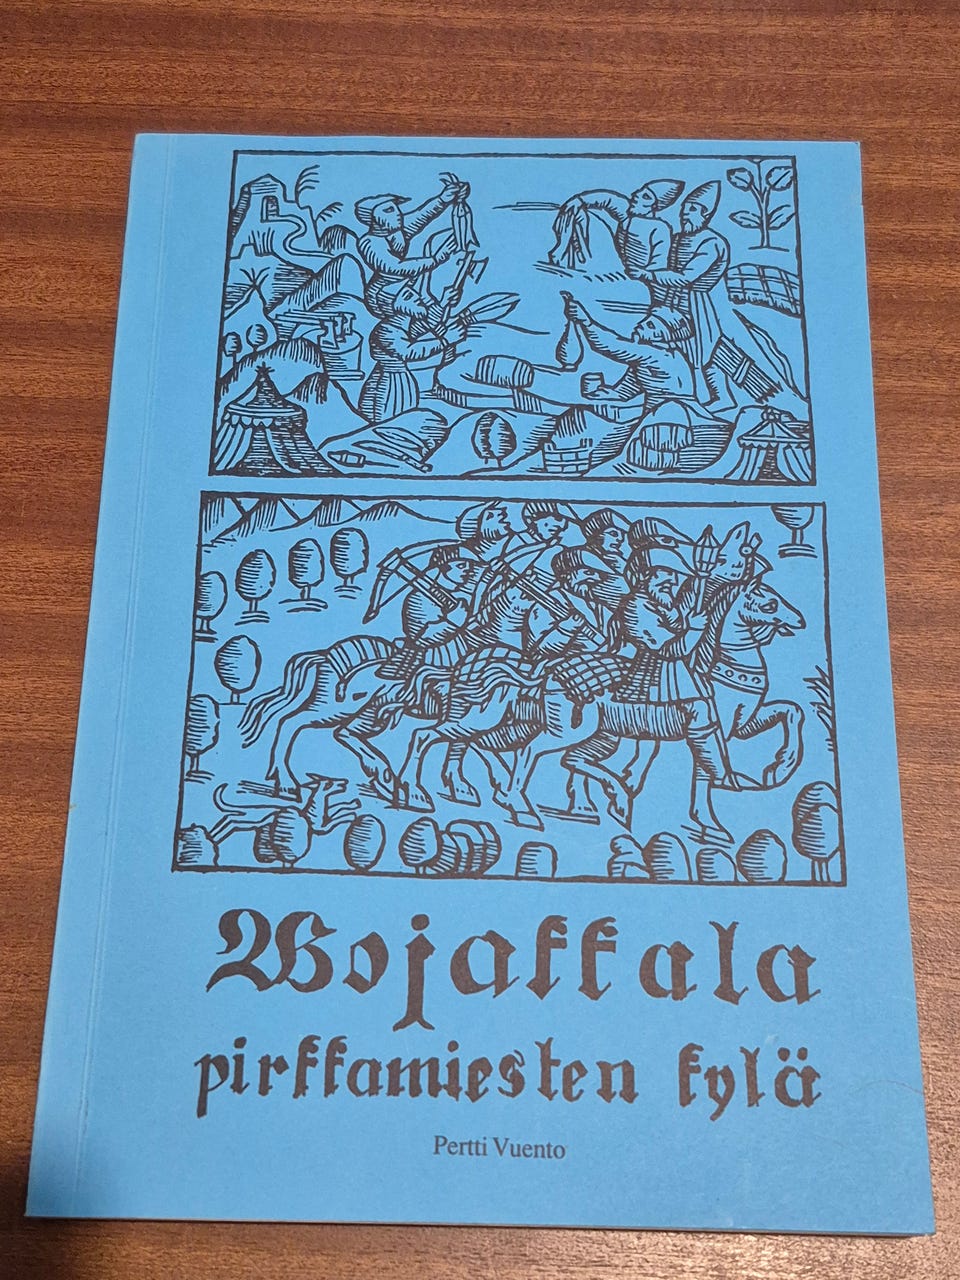 Wojakkala
pirkkamiesten kylä
Pertti Vuento